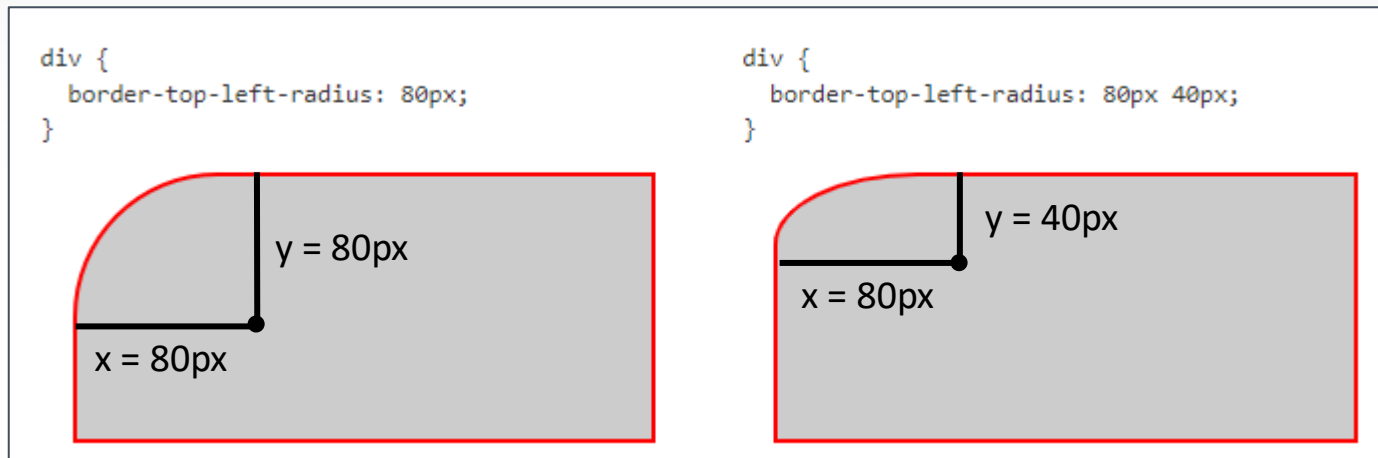 div {
  border-top-left-radius: 80px;
}
y = 80px
x = 80px
div {
  border-top-left-radius: 80px 40px;
}
y = 40px
x = 80px